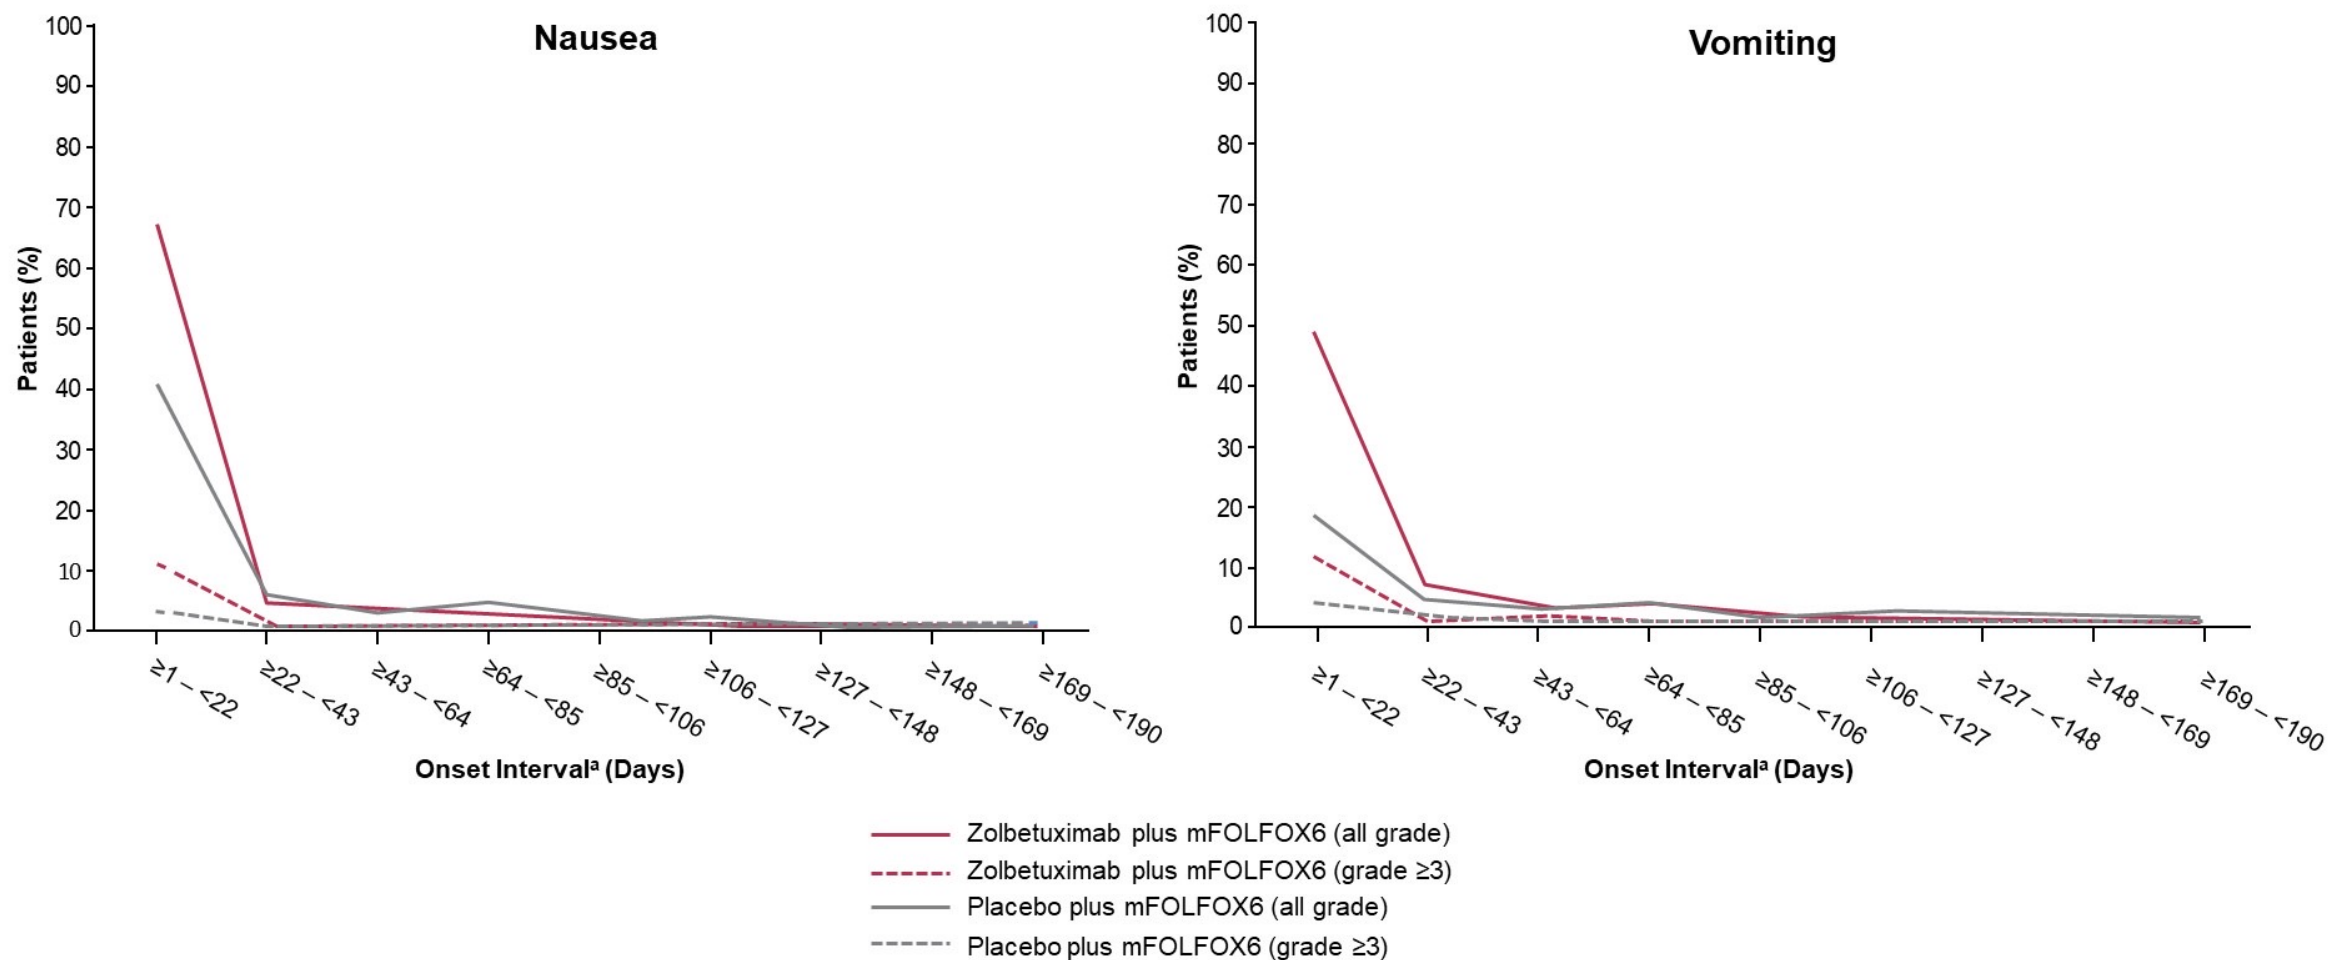 Nausea
100
90
80
70
60
50
40
30
20
10
0
Patients (%)
≥1 – <22
≥22 – <43
≥43 – <64
≥64 – <85
≥85 – <106
≥106 – <127
≥127 – <148
≥148 – <169
≥169 – <190
Onset Intervalᵃ (Days)
Vomiting
100
90
80
70
60
50
40
30
20
10
0
Patients (%)
≥1 – <22
≥22 – <43
≥43 – <64
≥64 – <85
≥85 – <106
≥106 – <127
≥127 – <148
≥148 – <169
≥169 – <190
Onset Intervalᵃ (Days)
Zolbetuximab plus mFOLFOX6 (all grade)
Zolbetuximab plus mFOLFOX6 (grade ≥3)
Placebo plus mFOLFOX6 (all grade)
Placebo plus mFOLFOX6 (grade ≥3)